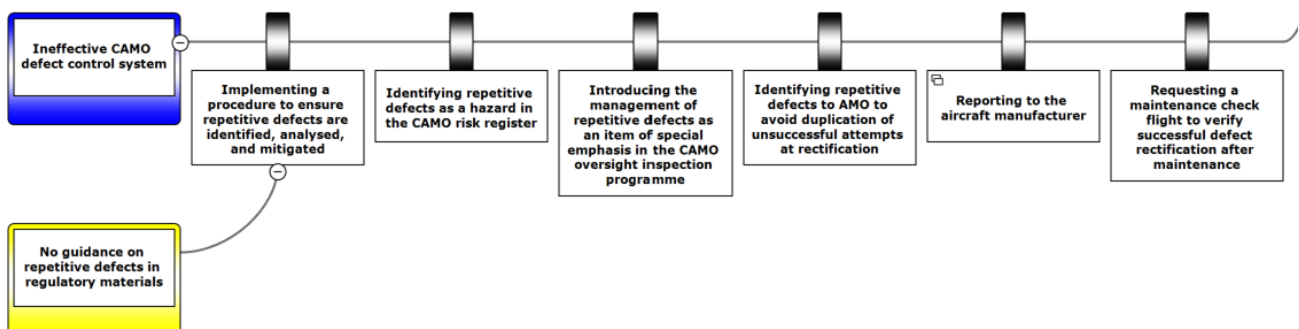 Ineffective CAMO
defect control system
Implementing a
procedure to ensure
repetitive defects are
identified, analysed,
and mitigated
Identifying repetitive
defects as a hazard in
the CAMO risk register
Introducing the
management of
repetitive defects as
an item of special
emphasis in the CAMO
oversight inspection
programme
Identifying repetitive
defects to AMO to
avoid duplication of
unsuccessful attempts
at rectification
Reporting to the
aircraft manufacturer
Requesting a
maintenance check
flight to verify
successful defect
rectification after
maintenance
No guidance on
repetitive defects in
regulatory materials